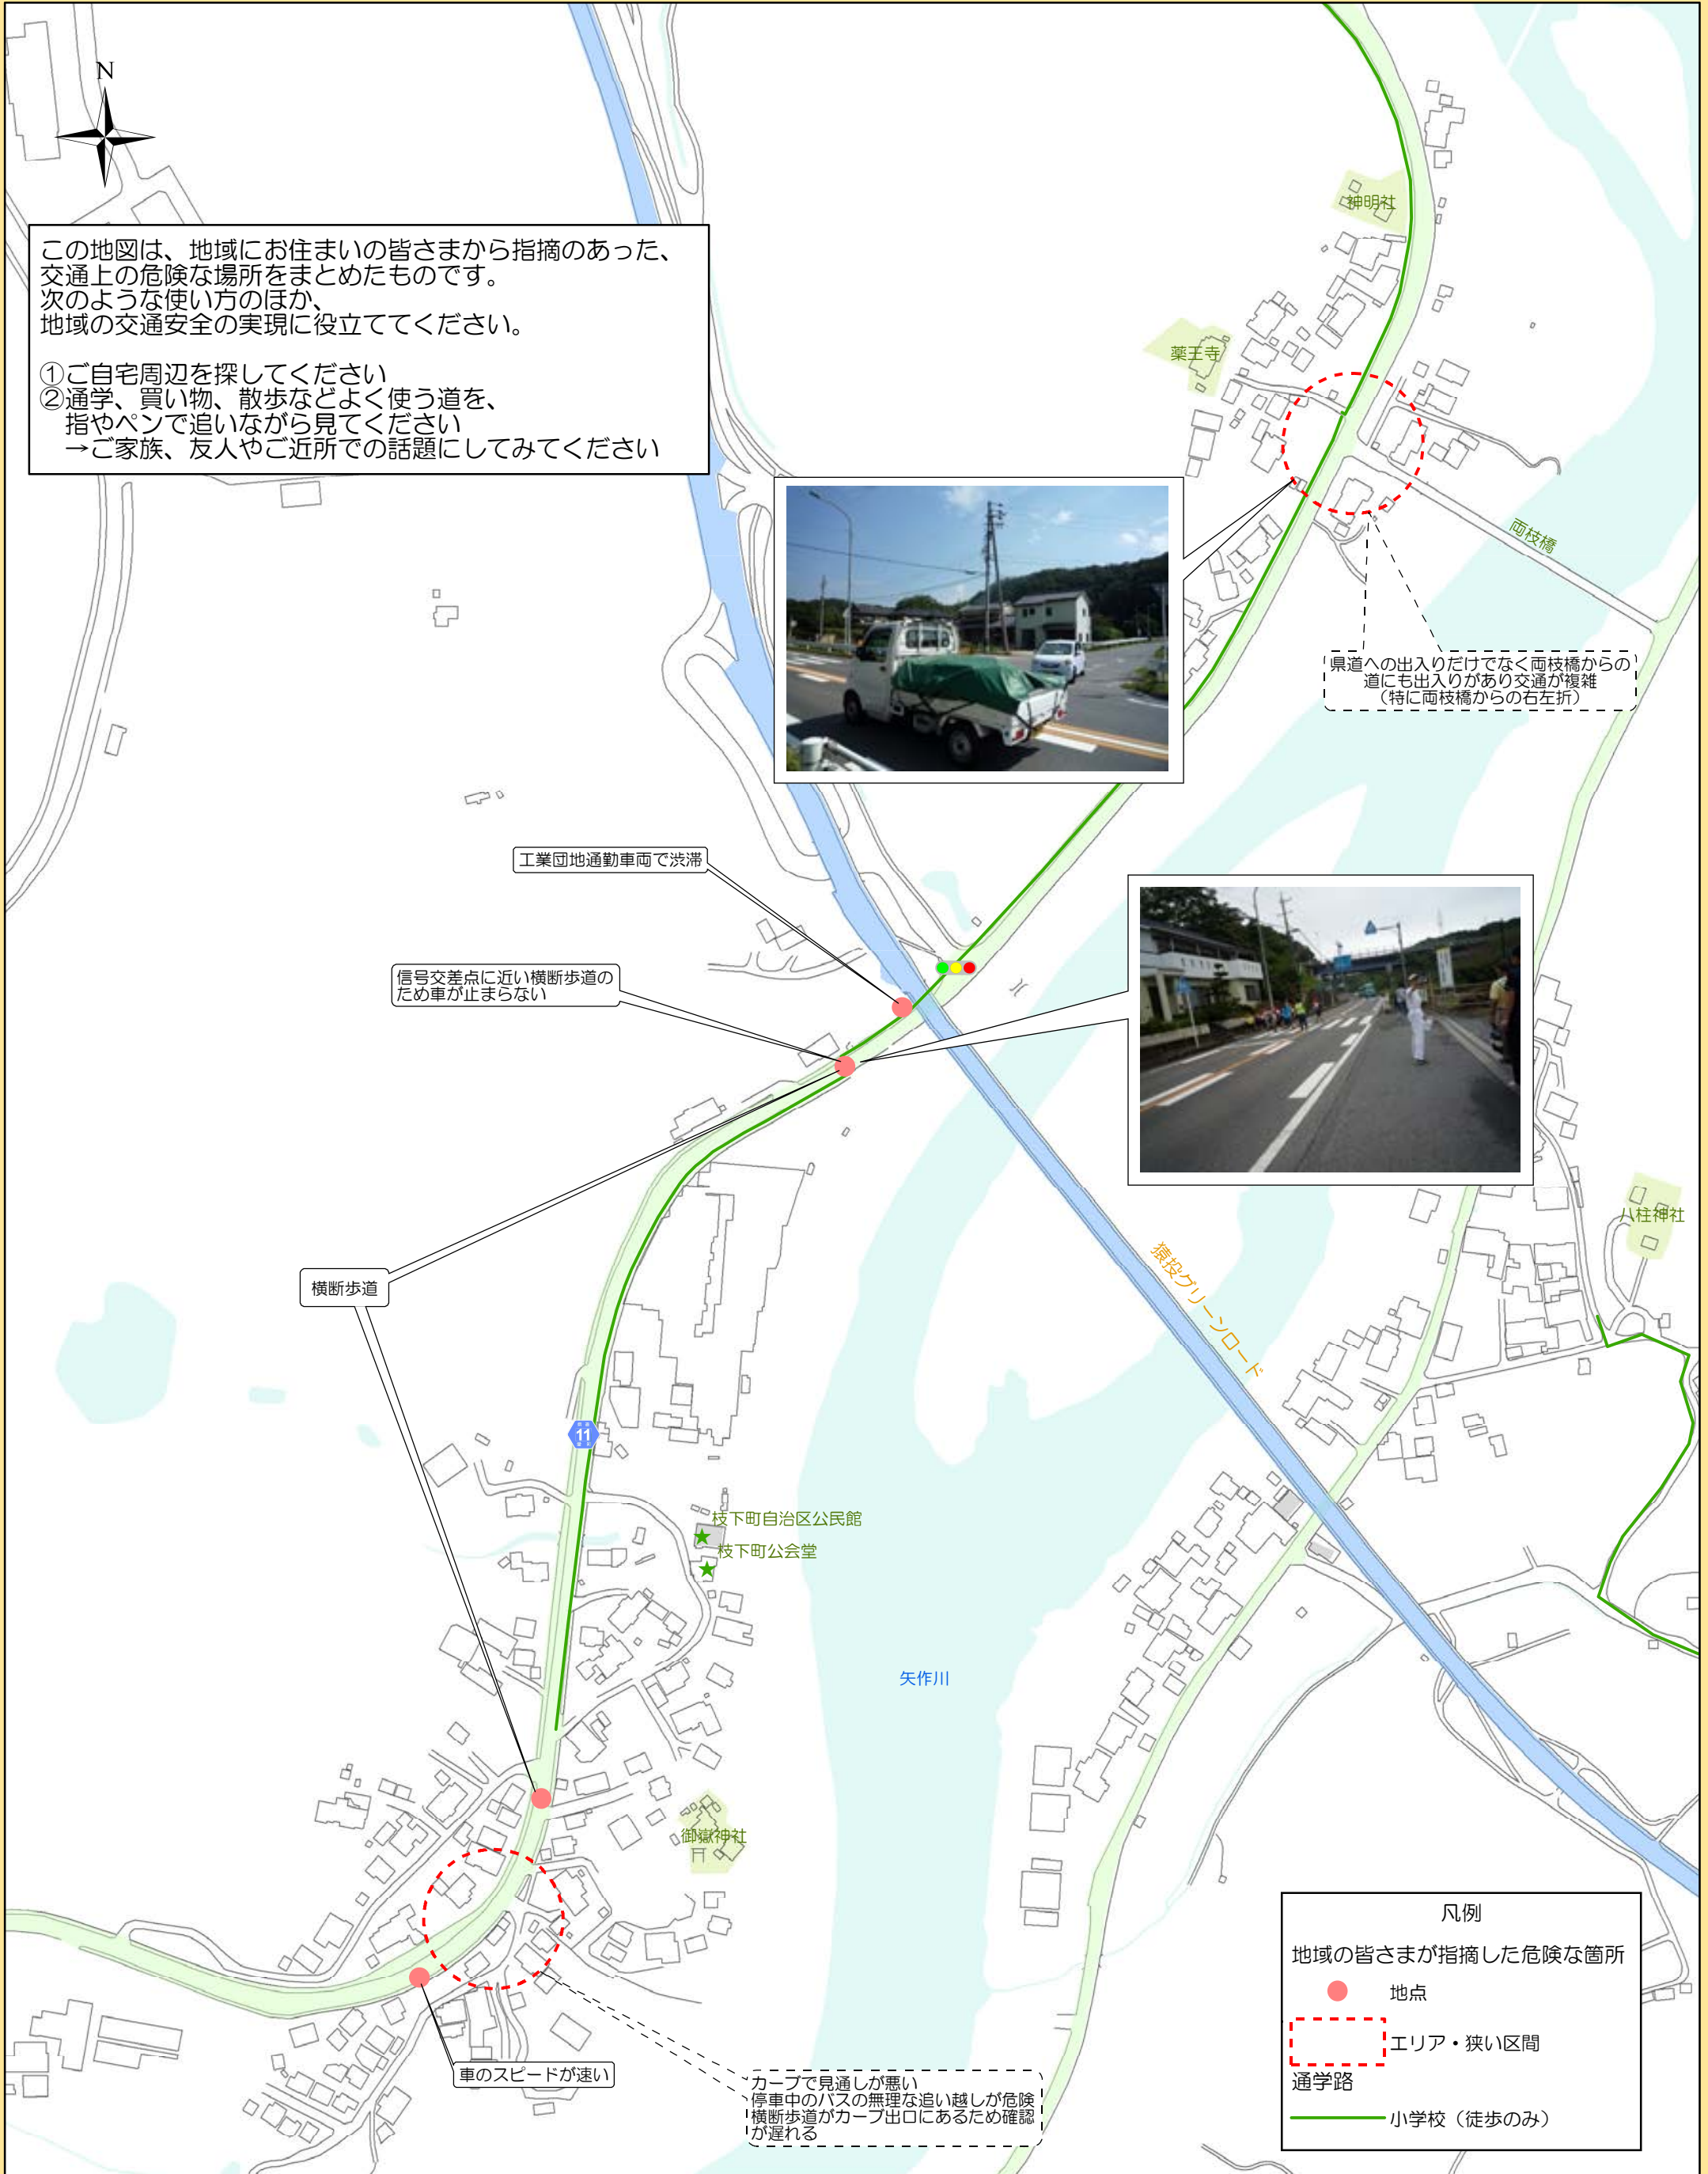 N
この地図は、地域にお住まいの皆さまから指摘のあった、
交通上の危険な場所をまとめたものです。
次のような使い方のほか、
地域の交通安全の実現に役立ててください。
①ご自宅周辺を探してください
②通学、買い物、散歩などよく使う道を、
指やペンで追いながら見てください
→ご家族、友人やご近所での話題にしてみてください
神明社
薬王寺
両枝橋
県道への出入りだけでなく両枝橋からの
道にも出入りがあり交通が複雑
（特に両枝橋からの右左折）
工業団地通勤車両で渋滞
信号交差点に近い横断歩道の
ため車が止まらない
八柱神社
猿投グリーンロード
横断歩道
11
枝下町自治区公民館
枝下町公会堂
矢作川
御嶽神社
車のスピードが速い
カーブで見通しが悪い
停車中のバスの無理な追い越しが危険
横断歩道がカーブ出口にあるため確認
が遅れる
凡例
地域の皆さまが指摘した危険な箇所
地点
エリア・狭い区間
通学路
小学校（徒歩のみ）